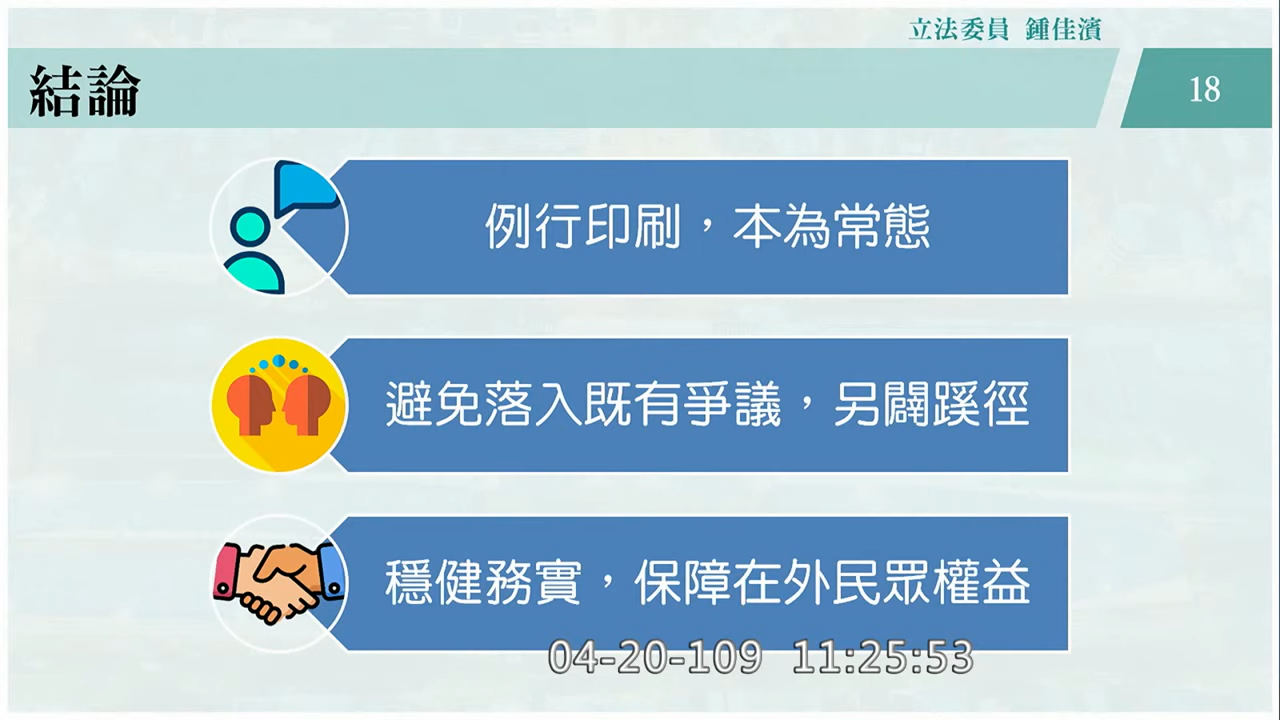 立法委員 鍾佳濱
結論
18
例行印刷，本為常態
避免落入既有爭議，另闢蹊徑
穩健務實，保障在外民眾權益
04-20-109 11:25:53